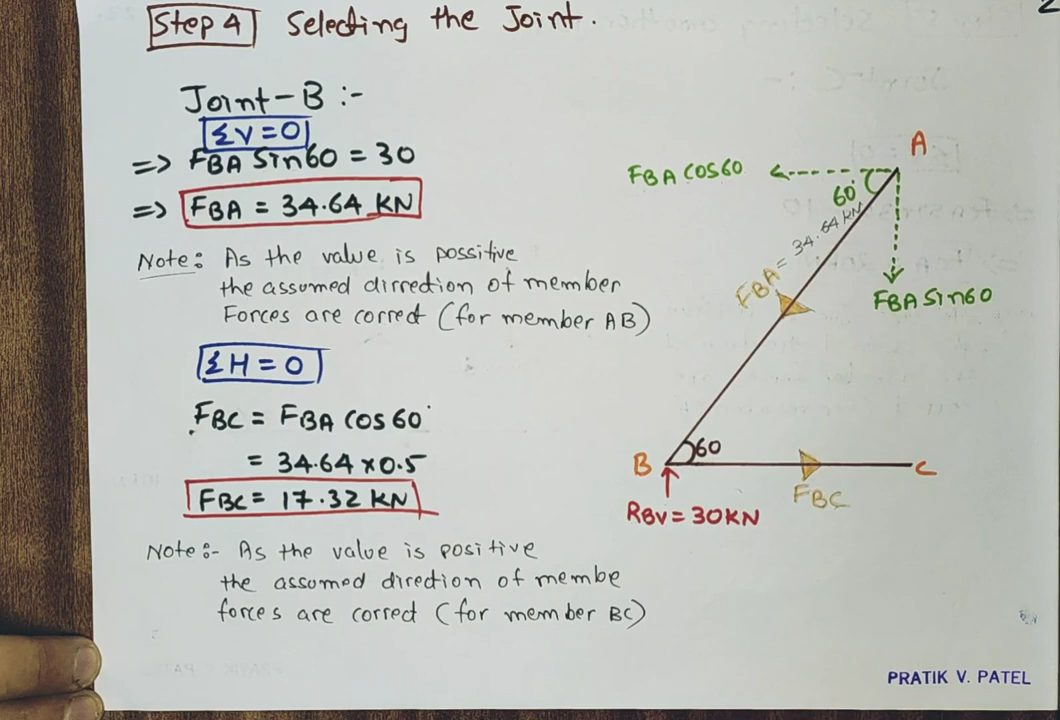 Step 4 Selecting the Joint.
Joint-B :-
ΣV=0
=> FBA Sin60 = 30
=> FBA = 34.64 KN
Note: As the value is possitive
the assumed dirrection of member
Forces are correct (for member AB)
ΣH=0
FBC = FBA cos 60°
= 34.64 x 0.5
FBC = 17.32 KN
Note:- As the value is positive
the assumed direction of membe
forces are correct (for member BC)
A
FBA COS60
60°
FBA = 34.64 kN
FBA Sin60
B
60
C
FBC
RBV = 30KN
PRATIK V. PATEL